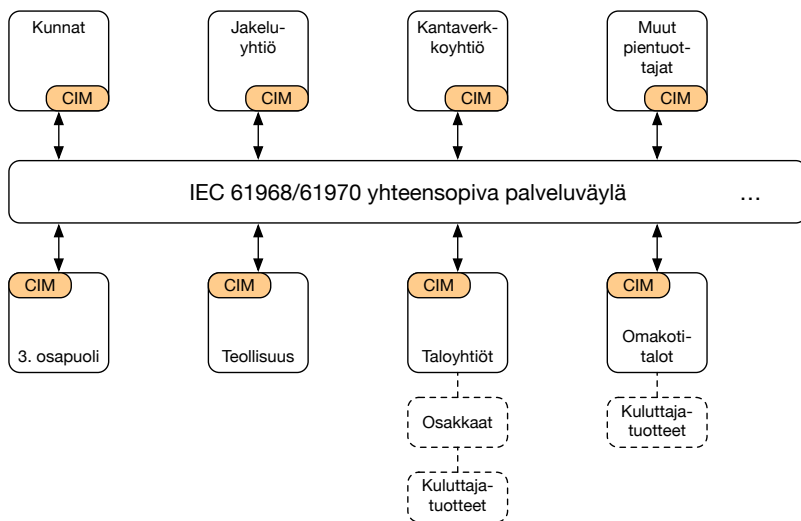 Kunnat
CIM
Jakelu-
yhtiö
CIM
Kantaverk-
koyhtiö
CIM
Muut
pientuot-
tajat
CIM
IEC 61968/61970 yhteensopiva palveluväylä
...
CIM
3. osapuoli
CIM
Teollisuus
CIM
Taloyhtiöt
CIM
Omakoti-
talot
Osakkaat
Kuluttaja-
tuotteet
Kuluttaja-
tuotteet